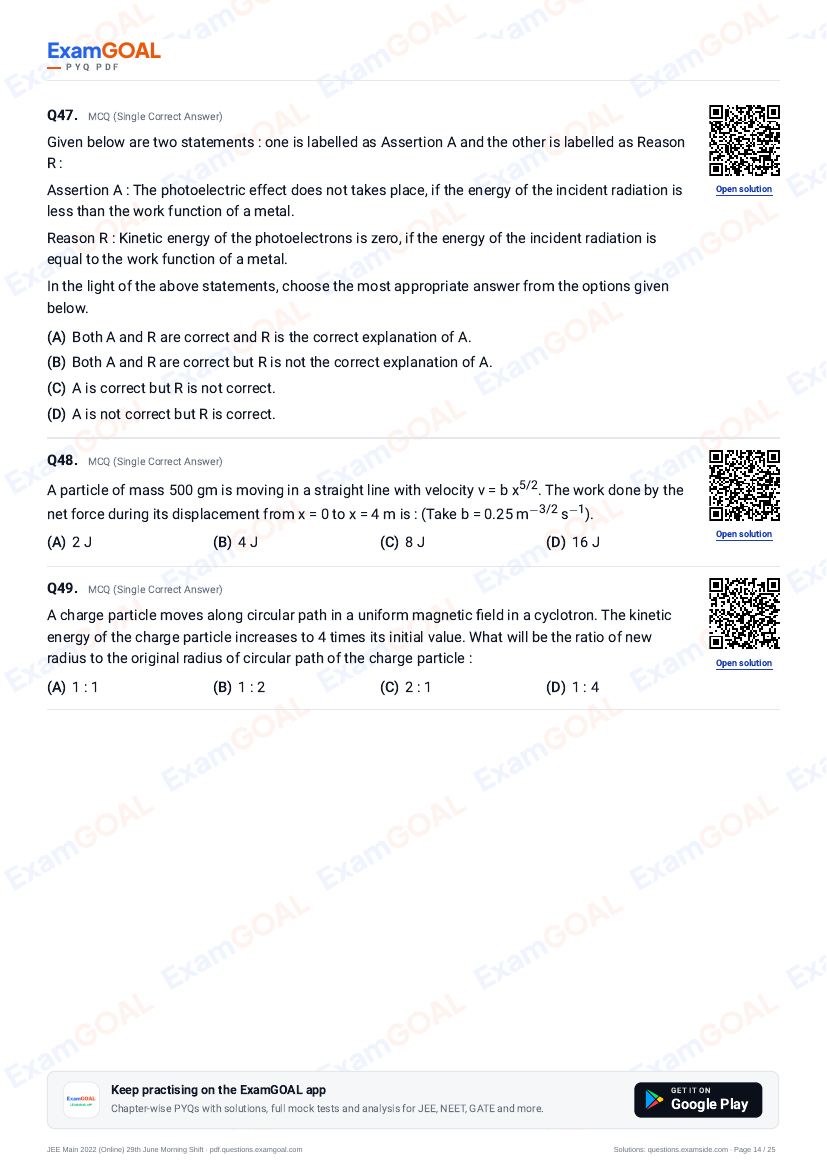 ExamGOAL
PYQ PDF
Q47. MCQ (Single Correct Answer)
Given below are two statements : one is labelled as Assertion A and the other is labelled as Reason
R :
Assertion A : The photoelectric effect does not takes place, if the energy of the incident radiation is
less than the work function of a metal.
Reason R : Kinetic energy of the photoelectrons is zero, if the energy of the incident radiation is
equal to the work function of a metal.
In the light of the above statements, choose the most appropriate answer from the options given
below.
(A) Both A and R are correct and R is the correct explanation of A.
(B) Both A and R are correct but R is not the correct explanation of A.
(C) A is correct but R is not correct.
(D) A is not correct but R is correct.
Open solution
Q48. MCQ (Single Correct Answer)
A particle of mass 500 gm is moving in a straight line with velocity v = b x^5/2. The work done by the
net force during its displacement from x = 0 to x = 4 m is : (Take b = 0.25 m^−3/2 s^−1).
(A) 2 J (B) 4 J (C) 8 J (D) 16 J
Open solution
Q49. MCQ (Single Correct Answer)
A charge particle moves along circular path in a uniform magnetic field in a cyclotron. The kinetic
energy of the charge particle increases to 4 times its initial value. What will be the ratio of new
radius to the original radius of circular path of the charge particle :
(A) 1 : 1 (B) 1 : 2 (C) 2 : 1 (D) 1 : 4
Open solution
ExamGOAL
Keep practising on the ExamGOAL app
Chapter-wise PYQs with solutions, full mock tests and analysis for JEE, NEET, GATE and more.
GET IT ON
Google Play
JEE Main 2022 (Online) 29th June Morning Shift · pdf.questions.examgoal.com
Solutions: questions.examside.com · Page 14 / 25